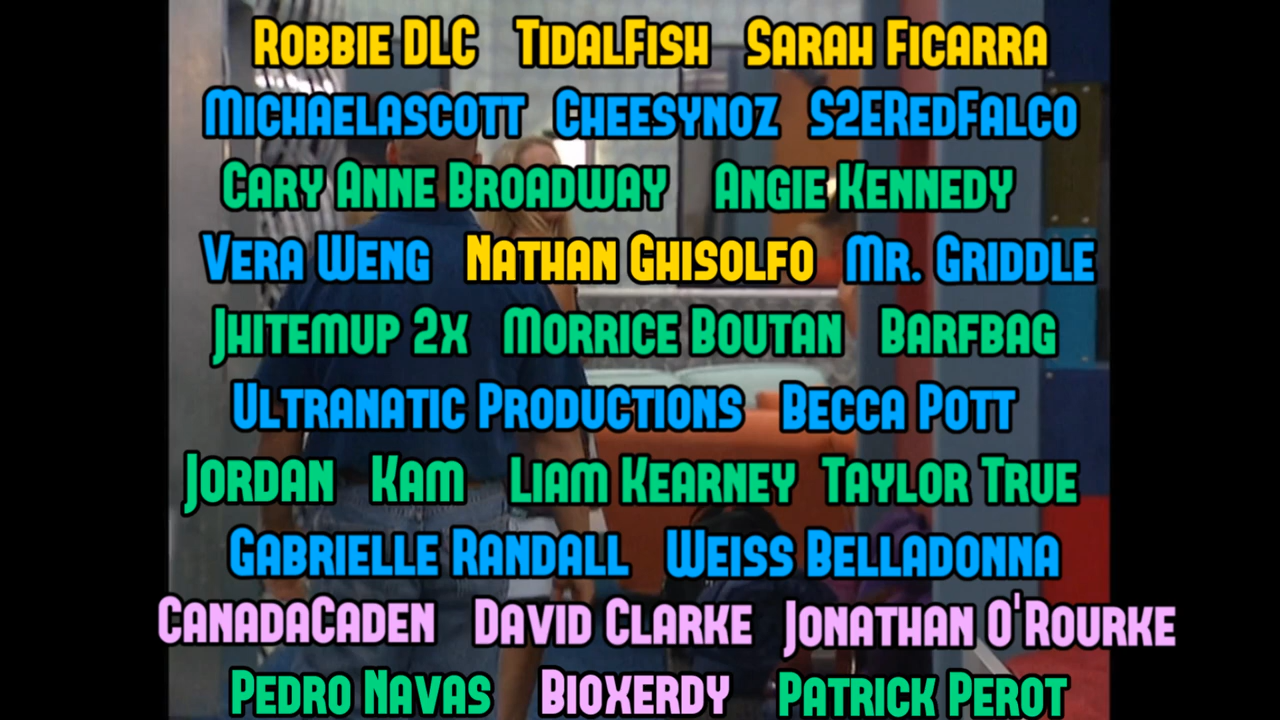 Robbie DLC TidalFish Sarah Ficarra
Michaelascott Cheesynoz S2ERedFalco
Cary Anne Broadway Angie Kennedy
Vera Weng Nathan Ghisolfo Mr. Griddle
Jhitemup 2x Morrice Boutan Barfbag
Ultranatic Productions Becca Pott
Jordan Kam Liam Kearney Taylor True
Gabrielle Randall Weiss Belladonna
CanadaCaden David Clarke Jonathan O'Rourke
Pedro Navas Bioxerdy Patrick Perot